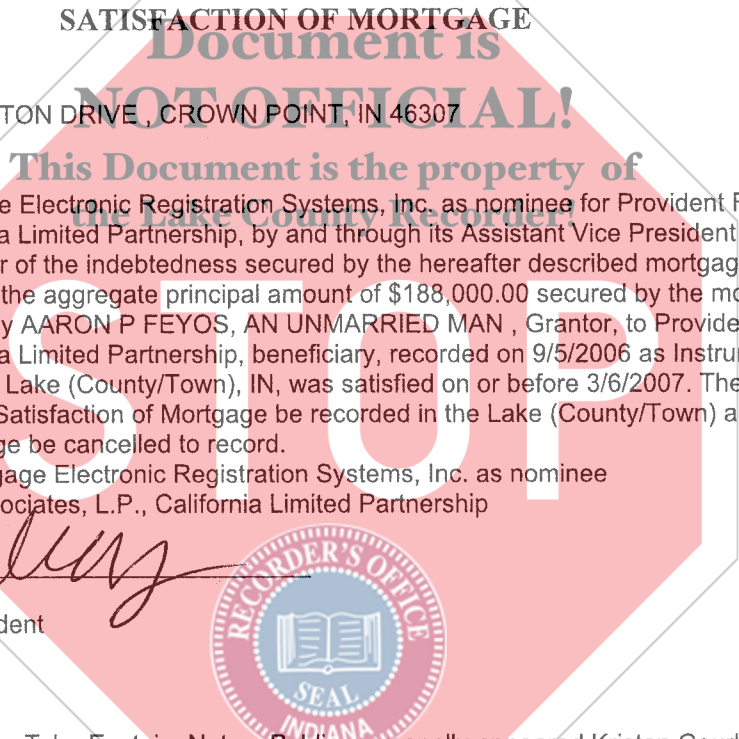 SATISFACTION OF MORTGAGE
Document is
NOT OFFICIAL!
TON DRIVE , CROWN POINT, IN 46307
This Document is the property of
the Lake County Recorder!
e Electronic Registration Systems, Inc. as nominee for Provident F
a Limited Partnership, by and through its Assistant Vice President
r of the indebtedness secured by the hereafter described mortgag
the aggregate principal amount of $188,000.00 secured by the mo
y AARON P FEYOS, AN UNMARRIED MAN , Grantor, to Provide
a Limited Partnership, beneficiary, recorded on 9/5/2006 as Instru
Lake (County/Town), IN, was satisfied on or before 3/6/2007. The
Satisfaction of Mortgage be recorded in the Lake (County/Town) a
ge be cancelled to record.
gage Electronic Registration Systems, Inc. as nominee
ociates, L.P., California Limited Partnership
STOP
dent
RECORDER'S OFFICE
SEAL
INDIANA